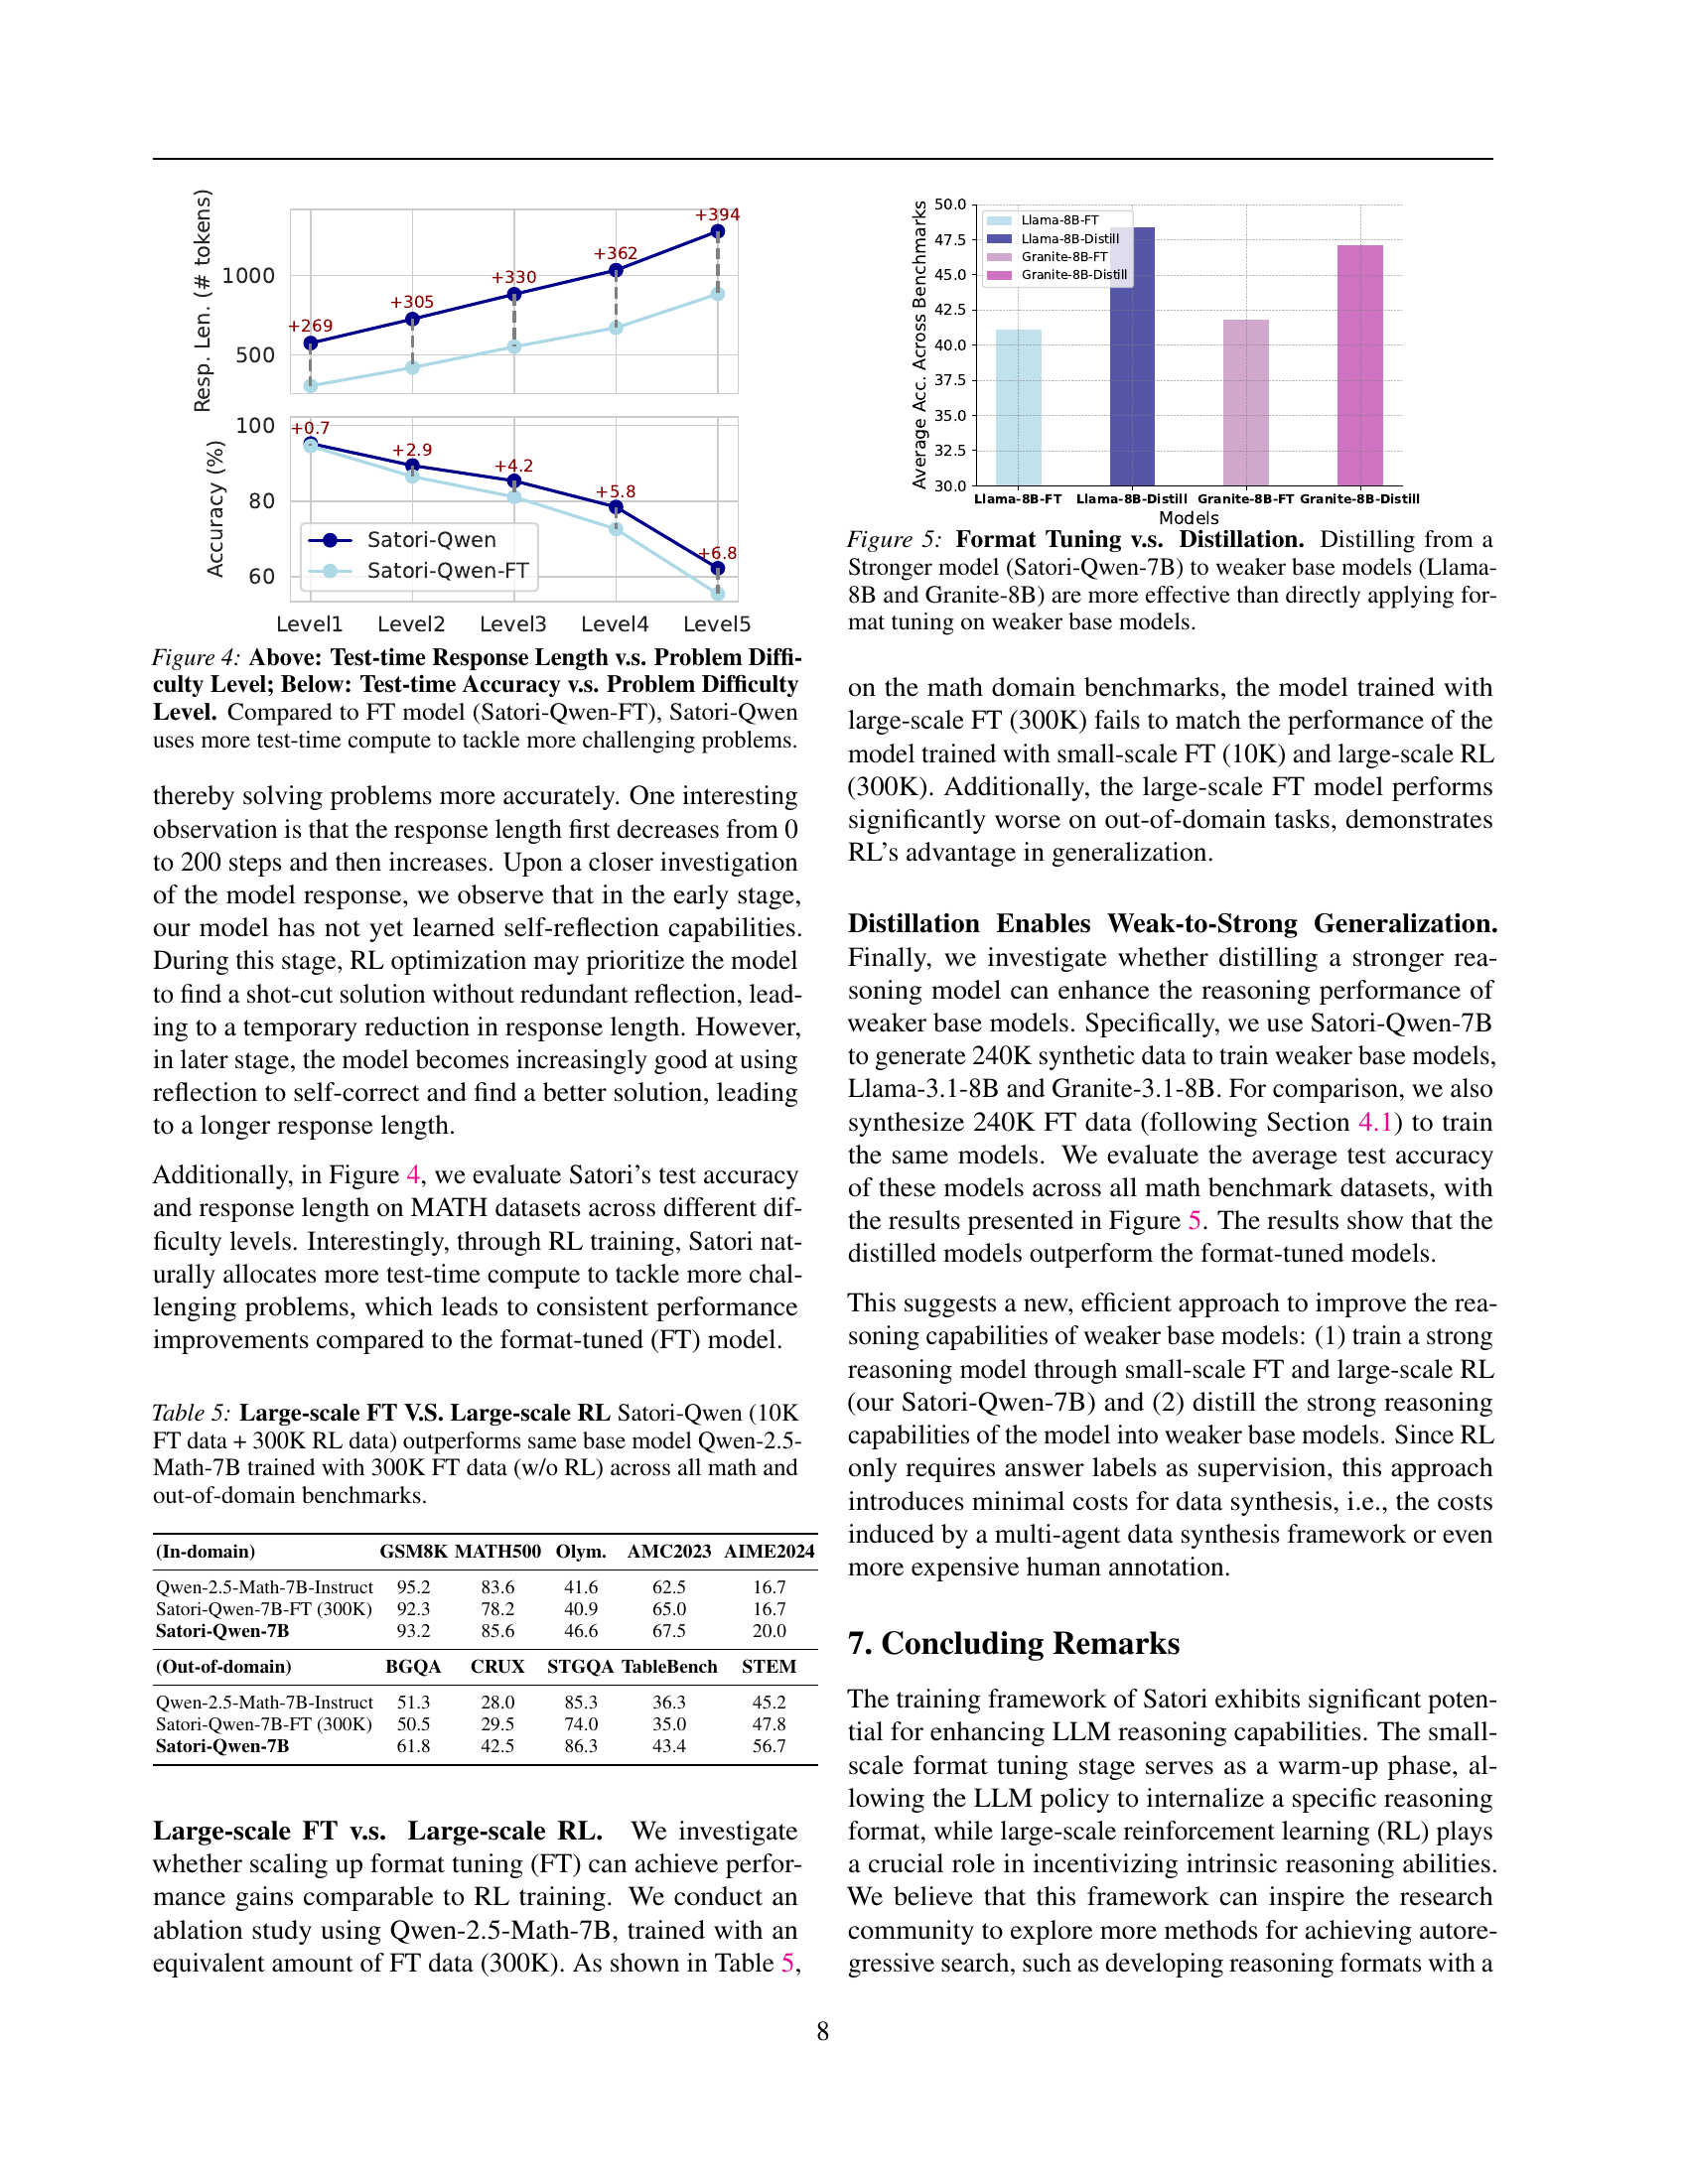 Resp. Len. (# tokens)
1000
500
+269
+305
+330
+362
+394
Accuracy (%)
100
80
60
+0.7
+2.9
+4.2
+5.8
+6.8
Satori-Qwen
Satori-Qwen-FT
Level1 Level2 Level3 Level4 Level5
Figure 4: Above: Test-time Response Length v.s. Problem Diffi-
culty Level; Below: Test-time Accuracy v.s. Problem Difficulty
Level. Compared to FT model (Satori-Qwen-FT), Satori-Qwen
uses more test-time compute to tackle more challenging problems.
thereby solving problems more accurately. One interesting
observation is that the response length first decreases from 0
to 200 steps and then increases. Upon a closer investigation
of the model response, we observe that in the early stage,
our model has not yet learned self-reflection capabilities.
During this stage, RL optimization may prioritize the model
to find a shot-cut solution without redundant reflection, lead-
ing to a temporary reduction in response length. However,
in later stage, the model becomes increasingly good at using
reflection to self-correct and find a better solution, leading
to a longer response length.
Additionally, in Figure 4, we evaluate Satori's test accuracy
and response length on MATH datasets across different dif-
ficulty levels. Interestingly, through RL training, Satori nat-
urally allocates more test-time compute to tackle more chal-
lenging problems, which leads to consistent performance
improvements compared to the format-tuned (FT) model.
Table 5: Large-scale FT V.S. Large-scale RL Satori-Qwen (10K
FT data + 300K RL data) outperforms same base model Qwen-2.5-
Math-7B trained with 300K FT data (w/o RL) across all math and
out-of-domain benchmarks.
(In-domain) GSM8K MATH500 Olym. AMC2023 AIME2024
Qwen-2.5-Math-7B-Instruct 95.2 83.6 41.6 62.5 16.7
Satori-Qwen-7B-FT (300K) 92.3 78.2 40.9 65.0 16.7
Satori-Qwen-7B 93.2 85.6 46.6 67.5 20.0
(Out-of-domain) BGQA CRUX STGQA TableBench STEM
Qwen-2.5-Math-7B-Instruct 51.3 28.0 85.3 36.3 45.2
Satori-Qwen-7B-FT (300K) 50.5 29.5 74.0 35.0 47.8
Satori-Qwen-7B 61.8 42.5 86.3 43.4 56.7
Large-scale FT v.s. Large-scale RL. We investigate
whether scaling up format tuning (FT) can achieve perfor-
mance gains comparable to RL training. We conduct an
ablation study using Qwen-2.5-Math-7B, trained with an
equivalent amount of FT data (300K). As shown in Table 5,
Average Acc. Across Benchmarks
50.0
47.5
45.0
42.5
40.0
37.5
35.0
32.5
30.0
Llama-8B-FT
Llama-8B-Distill
Granite-8B-FT
Granite-8B-Distill
Llama-8B-FT Llama-8B-Distill Granite-8B-FT Granite-8B-Distill
Models
Figure 5: Format Tuning v.s. Distillation. Distilling from a
Stronger model (Satori-Qwen-7B) to weaker base models (Llama-
8B and Granite-8B) are more effective than directly applying for-
mat tuning on weaker base models.
on the math domain benchmarks, the model trained with
large-scale FT (300K) fails to match the performance of the
model trained with small-scale FT (10K) and large-scale RL
(300K). Additionally, the large-scale FT model performs
significantly worse on out-of-domain tasks, demonstrates
RL's advantage in generalization.
Distillation Enables Weak-to-Strong Generalization.
Finally, we investigate whether distilling a stronger rea-
soning model can enhance the reasoning performance of
weaker base models. Specifically, we use Satori-Qwen-7B
to generate 240K synthetic data to train weaker base models,
Llama-3.1-8B and Granite-3.1-8B. For comparison, we also
synthesize 240K FT data (following Section 4.1) to train
the same models. We evaluate the average test accuracy
of these models across all math benchmark datasets, with
the results presented in Figure 5. The results show that the
distilled models outperform the format-tuned models.
This suggests a new, efficient approach to improve the rea-
soning capabilities of weaker base models: (1) train a strong
reasoning model through small-scale FT and large-scale RL
(our Satori-Qwen-7B) and (2) distill the strong reasoning
capabilities of the model into weaker base models. Since RL
only requires answer labels as supervision, this approach
introduces minimal costs for data synthesis, i.e., the costs
induced by a multi-agent data synthesis framework or even
more expensive human annotation.
7. Concluding Remarks
The training framework of Satori exhibits significant poten-
tial for enhancing LLM reasoning capabilities. The small-
scale format tuning stage serves as a warm-up phase, al-
lowing the LLM policy to internalize a specific reasoning
format, while large-scale reinforcement learning (RL) plays
a crucial role in incentivizing intrinsic reasoning abilities.
We believe that this framework can inspire the research
community to explore more methods for achieving autore-
gressive search, such as developing reasoning formats with a
8